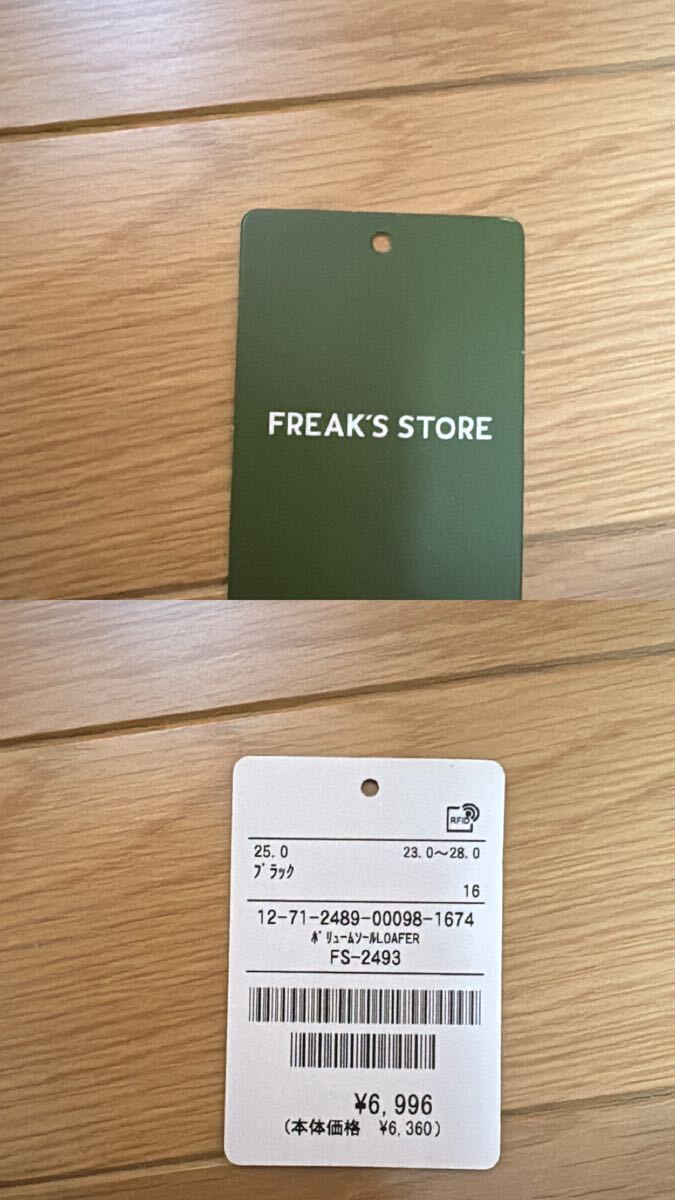 FREAK'S STORE
RFID
25.0 23.0～28.0
ﾌﾞﾗｯｸ
16
12-71-2489-00098-1674
ﾎﾞﾘｭｰﾑｿｰﾙLOAFER
FS-2493
¥6,996
(本体価格 ¥6,360)